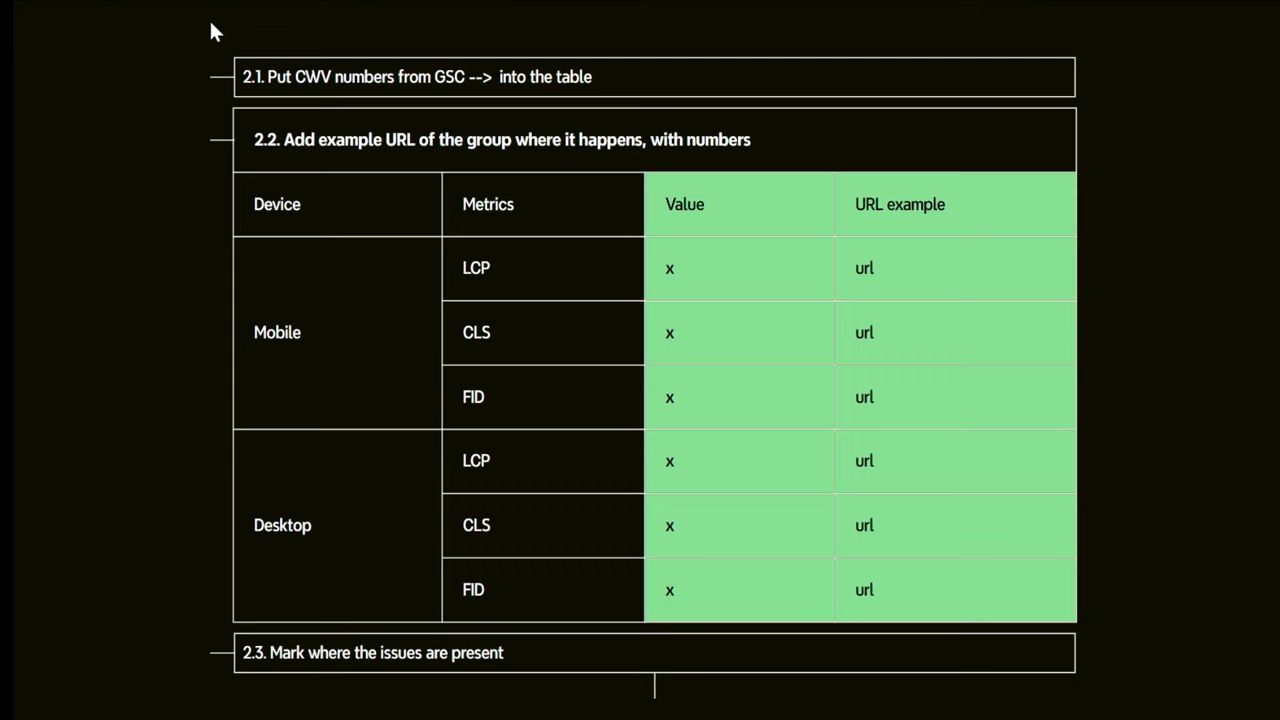 2.1. Put CWV numbers from GSC --> into the table
2.2. Add example URL of the group where it happens, with numbers
Device Metrics Value URL example
LCP x url
Mobile CLS x url
FID x url
LCP x url
Desktop CLS x url
FID x url
2.3. Mark where the issues are present